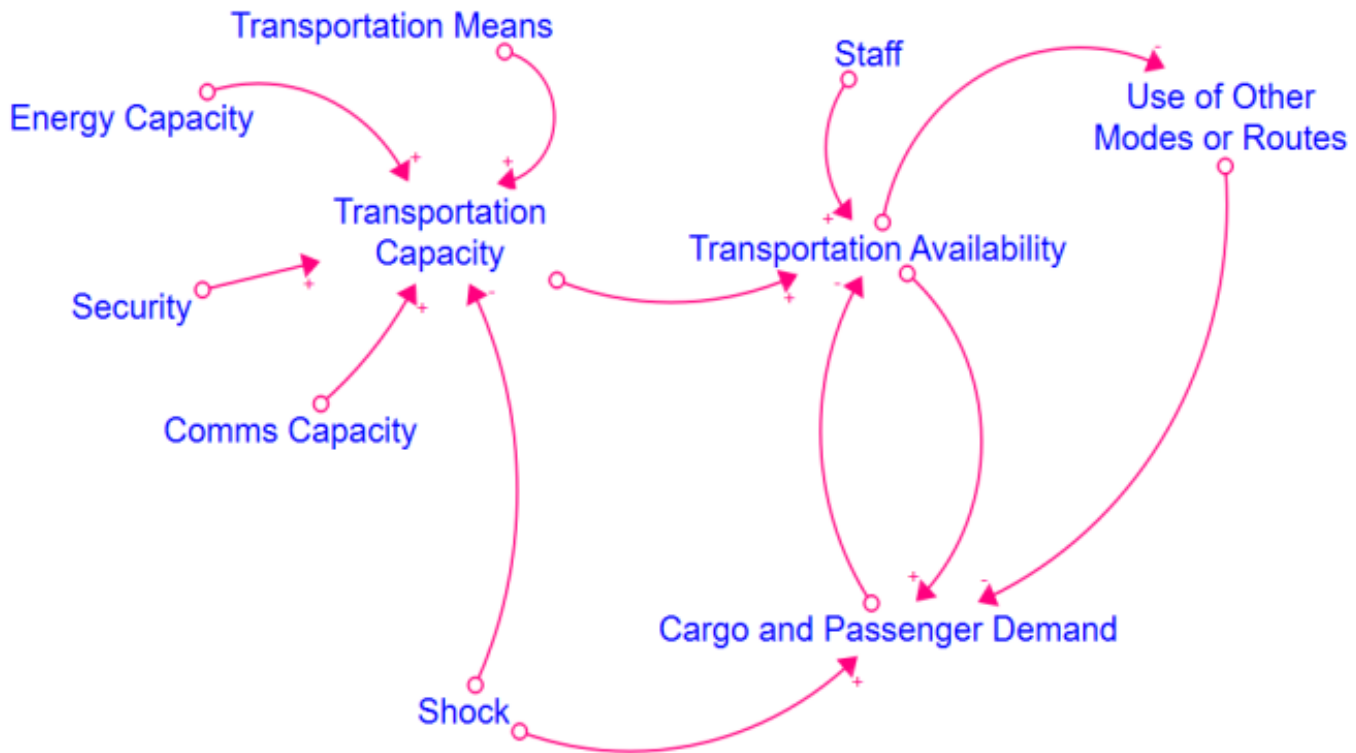 Transportation Means
Staff
Energy Capacity
Use of Other
Modes or Routes
-
+
+
Transportation
Capacity
+
Transportation Availability
Security
+
+
-
+
-
Comms Capacity
+
-
Cargo and Passenger Demand
Shock
+